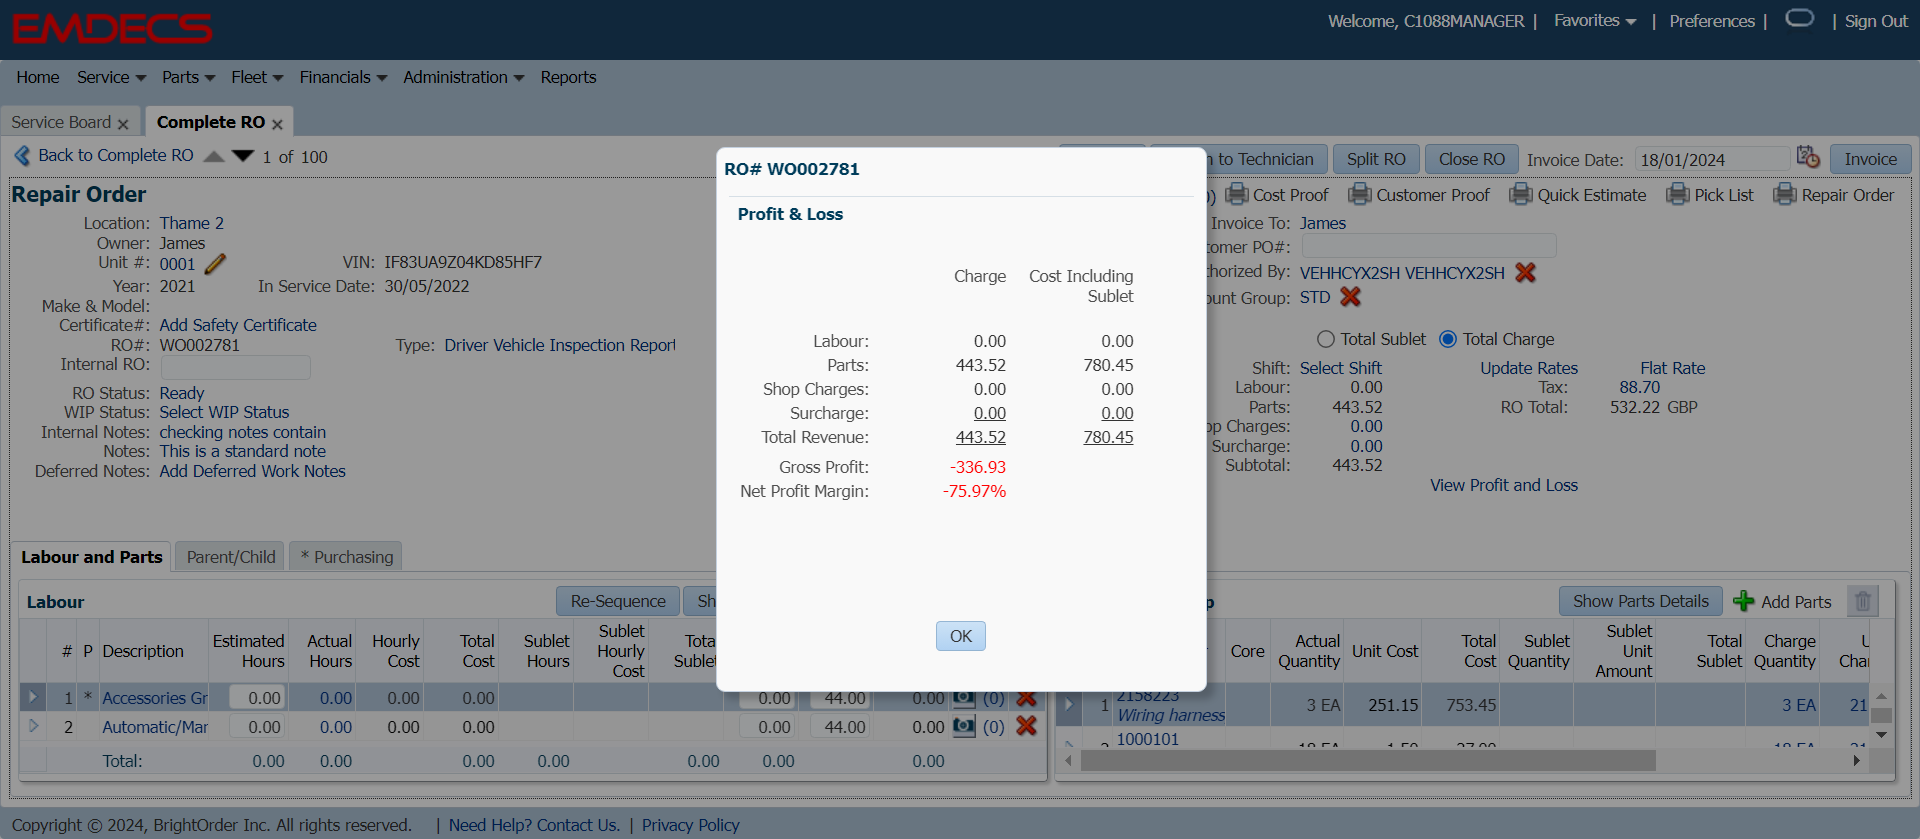 EMDECS
Welcome, C1088MANAGER | Favorites | Preferences | | Sign Out
Home Service Parts Fleet Financials Administration Reports
Service Board Complete RO
Back to Complete RO 1 of 100
to Technician Split RO Close RO Invoice Date: 18/01/2024 Invoice
Repair Order
Cost Proof Customer Proof Quick Estimate Pick List Repair Order
Location: Thame 2
Owner: James
Unit #: 0001 VIN: IF83UA9Z04KD85HF7
Year: 2021 In Service Date: 30/05/2022
Make & Model:
Certificate#: Add Safety Certificate
RO#: WO002781 Type: Driver Vehicle Inspection Report
Internal RO:
RO Status: Ready
WIP Status: Select WIP Status
Internal Notes: checking notes contain
Notes: This is a standard note
Deferred Notes: Add Deferred Work Notes
RO# WO002781
Profit & Loss
Charge Cost Including
Sublet
Labour: 0.00 0.00
Parts: 443.52 780.45
Shop Charges: 0.00 0.00
Surcharge: 0.00 0.00
Total Revenue: 443.52 780.45
Gross Profit: -336.93
Net Profit Margin: -75.97%
OK
Invoice To: James
tomer PO#:
thorized By: VEHHCYX2SH VEHHCYX2SH
ount Group: STD
Total Sublet Total Charge
Shift: Select Shift Update Rates Flat Rate
Labour: 0.00 Tax: 88.70
Parts: 443.52 RO Total: 532.22 GBP
op Charges: 0.00
Surcharge: 0.00
Subtotal: 443.52
View Profit and Loss
Labour and Parts Parent/Child * Purchasing
Labour Re-Sequence Sh
# P Description Estimated Hours Actual Hours Hourly Cost Total Cost Sublet Hours Sublet Hourly Cost Tota Sublet
1 * Accessories Gr 0.00 0.00 0.00 0.00 0.00 44.00 0.00 (0)
2 Automatic/Mar 0.00 0.00 0.00 0.00 0.00 44.00 0.00 (0)
Total: 0.00 0.00 0.00 0.00 0.00 0.00 0.00
p Show Parts Details Add Parts
Core Actual Quantity Unit Cost Total Cost Sublet Quantity Sublet Unit Amount Total Sublet Charge Quantity U Char
1 2158223 3 EA 251.15 753.45 3 EA 21
Wiring harness
1000101
Copyright © 2024, BrightOrder Inc. All rights reserved. | Need Help? Contact Us. | Privacy Policy